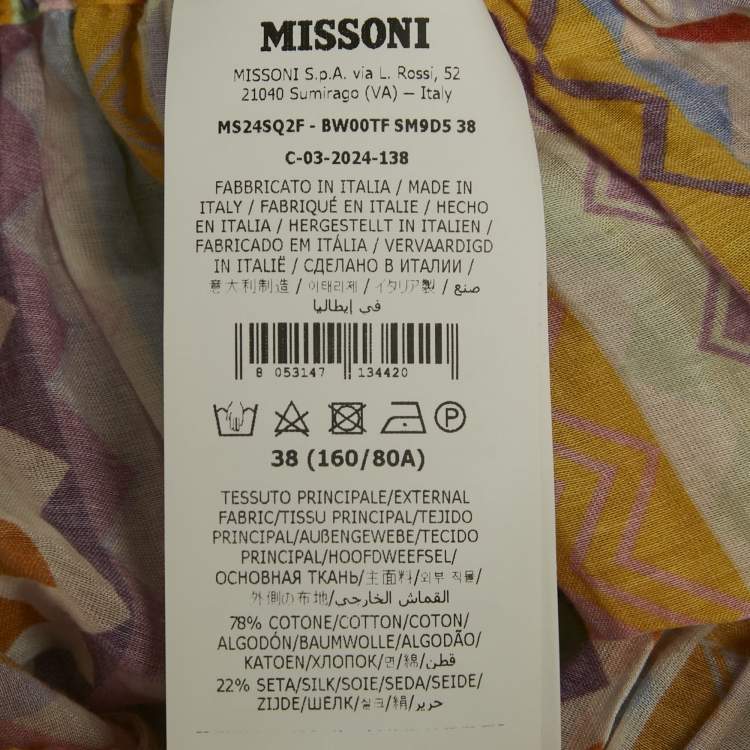 MISSONI
MISSONI S.p.A. via L. Rossi, 52
21040 Sumirago (VA) — Italy
MS24SQ2F - BW00TF SM9D5 38
C-03-2024-138
FABBRICATO IN ITALIA / MADE IN
ITALY / FABRIQUÉ EN ITALIE / HECHO
EN ITALIA / HERGESTELLT IN ITALIEN /
FABRICADO EM ITÁLIA / VERVAARDIGD
IN ITALIË / СДЕЛАНО В ИТАЛИИ /
意大利制造 / 이태리제 / イタリア製 / صنع
في إيطاليا
8 053147 134420
P
38 (160/80A)
TESSUTO PRINCIPALE/EXTERNAL
FABRIC/TISSU PRINCIPAL/TEJIDO
PRINCIPAL/AUßENGEWEBE/TECIDO
PRINCIPAL/HOOFDWEEFSEL/
ОСНОВНАЯ ТКАНЬ/主面料/외부 직물/
外側の布地/القماش الخارجي/
78% COTONE/COTTON/COTON/
ALGODÓN/BAUMWOLLE/ALGODÃO/
KATOEN/ХЛОПОК/면/綿/قطن/
22% SETA/SILK/SOIE/SEDA/SEIDE/
ZIJDE/ШЕЛК/실크/絹/حرير/